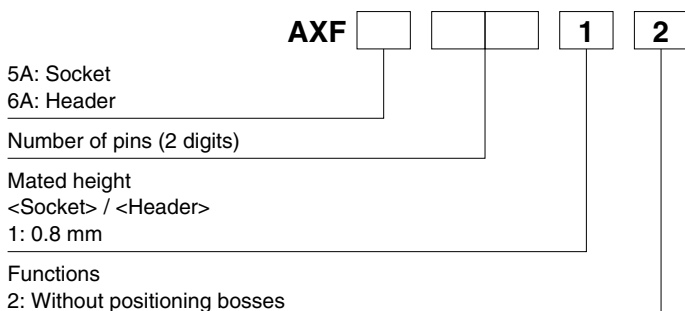 AXF 1 2
5A: Socket
6A: Header
Number of pins (2 digits)
Mated height
<Socket> / <Header>
1: 0.8 mm
Functions
2: Without positioning bosses